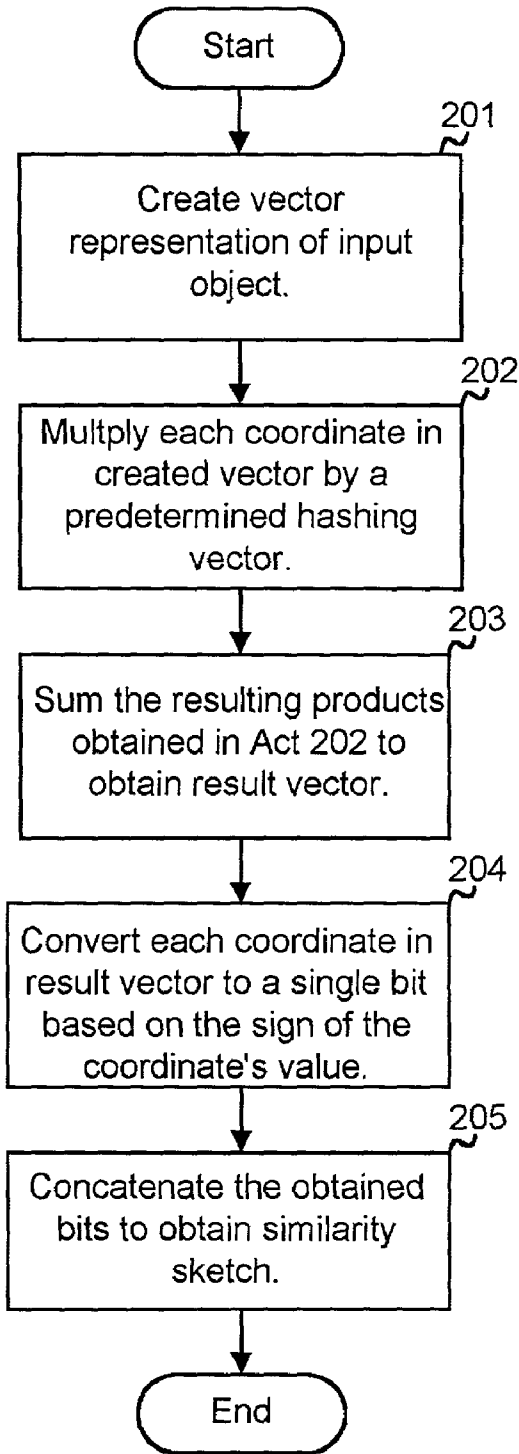 Start
201
Create vector
representation of input
object.
202
Multply each coordinate in
created vector by a
predetermined hashing
vector.
203
Sum the resulting products
obtained in Act 202 to
obtain result vector.
204
Convert each coordinate in
result vector to a single bit
based on the sign of the
coordinate's value.
205
Concatenate the obtained
bits to obtain similarity
sketch.
End